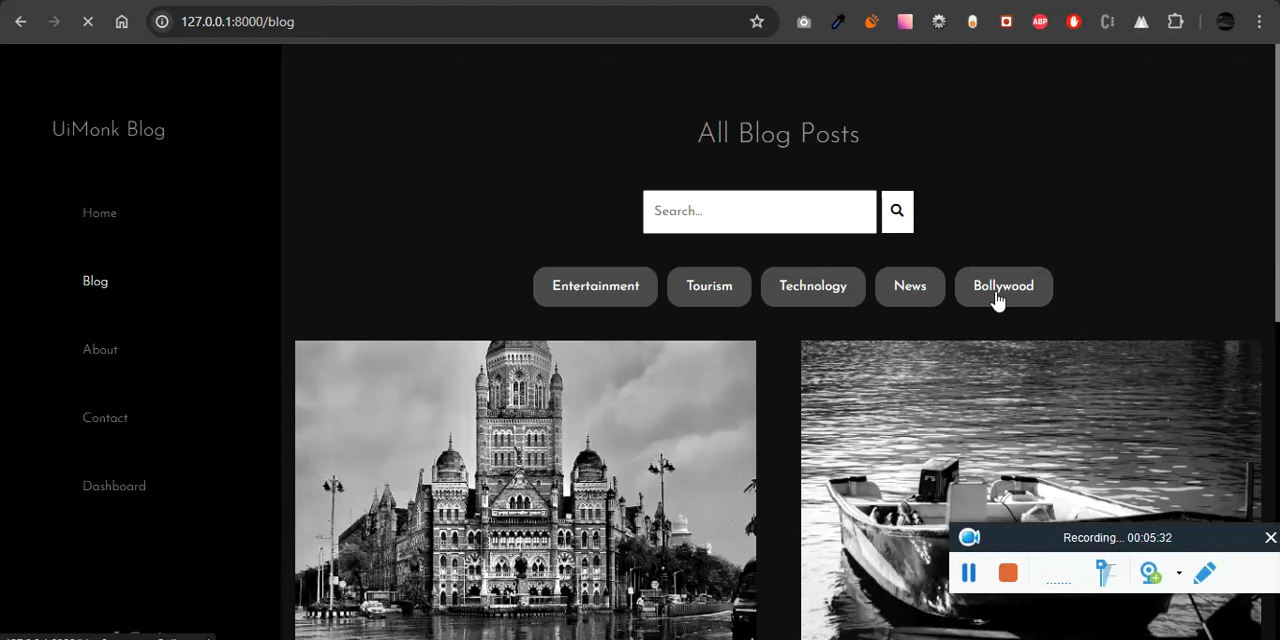 127.0.0.1:8000/blog
ABP
UiMonk Blog
Home
Blog
About
Contact
Dashboard
All Blog Posts
Search...
Entertainment
Tourism
Technology
News
Bollywood
Recording... 00:05:32